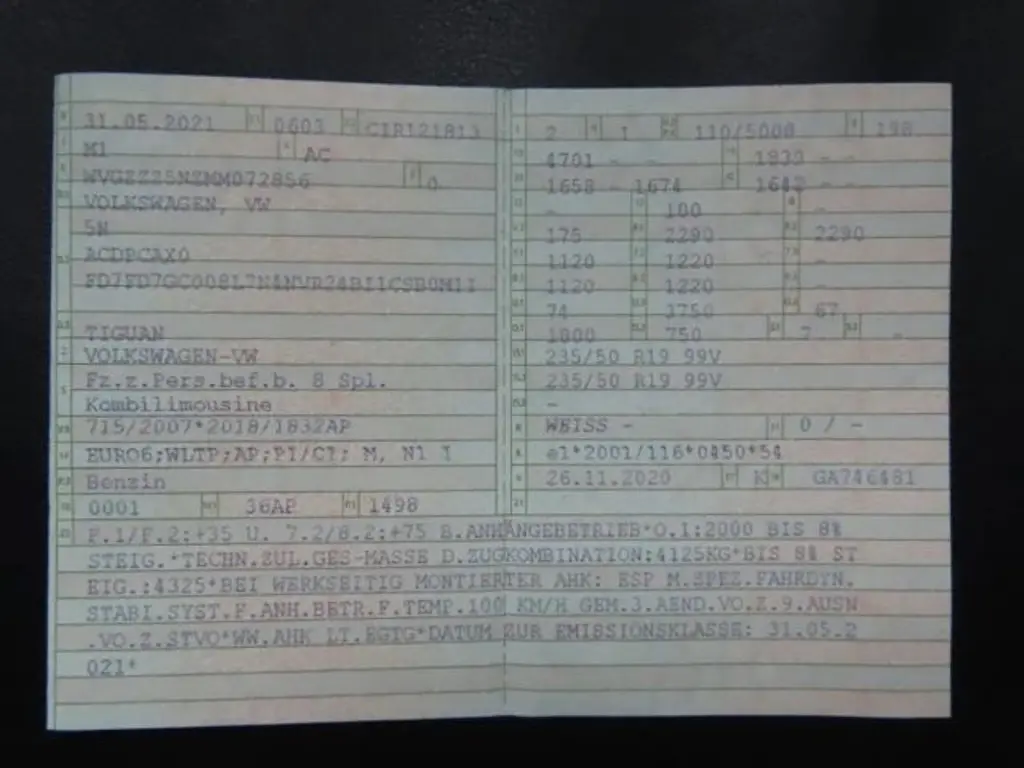 31.05.2021 0603 CIR121813
M1 AC
0
VOLKSWAGEN, VW
5N
ACDPCAX0
TIGUAN
VOLKSWAGEN-VW
Fz.z.Pers.bef.b. 8 Spl.
Kombilimousine
715/2007*2018/1832AP
EURO6;WLTP;AP;PI/CI; M, N1 I
Benzin
0001 36AP 1498
2 1 110/5000 198
4701 - - 1839 - -
1658 - 1674 - -
- 100 -
175 2290 2290
1120 1220 -
1120 1220 -
74 3750 67
1800 750 7 -
235/50 R19 99V
235/50 R19 99V
-
WEISS - 0 / -
e1*2001/116*0450*54
26.11.2020 K GA746481
F.1/F.2:+35 U. 7.2/8.2:+75 B.ANHÄNGEBETRIEB*O.1:2000 BIS 8%
STEIG.*TECHN.ZUL.GES-MASSE D.ZUGKOMBINATION:4125KG*BIS 8% ST
EIG.:4325*BEI WERKSEITIG MONTIERTER AHK: ESP M.SPEZ.FAHRDYN.
STABI.SYST.F.ANH.BETR.F.TEMP.100 KM/H GEM.3.AEND.VO.Z.9.AUSN
.VO.Z.STVO*WW.AHK LT.EGTG*DATUM ZUR EMISSIONSKLASSE: 31.05.2
021*